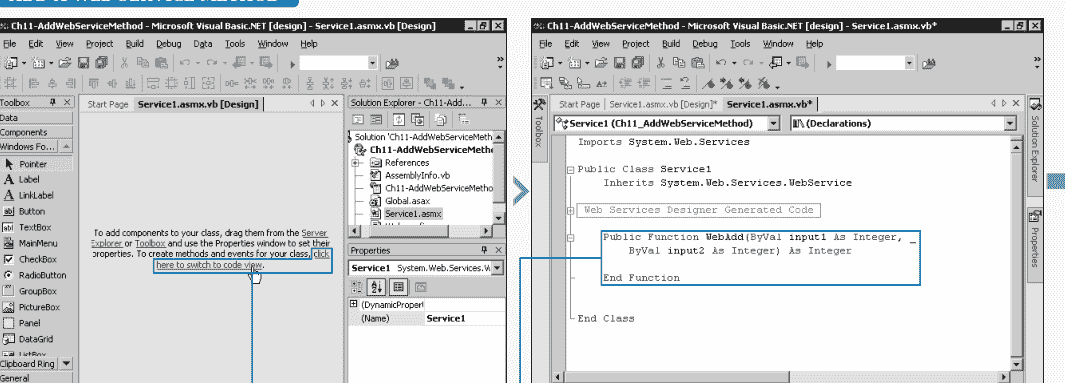 ADD A WEB SERVICE METHOD
Ch11-AddWebServiceMethod - Microsoft Visual Basic.NET [design] - Service1.asmx.vb [Design]
File Edit View Project Build Debug Data Tools Window Help
Toolbox
Data
Components
Windows Fo...
Pointer
Label
LinkLabel
Button
TextBox
MainMenu
CheckBox
RadioButton
GroupBox
PictureBox
Panel
DataGrid
ListBox
Clipboard Ring
General
Start Page Service1.asmx.vb [Design]
To add components to your class, drag them from the Server
Explorer or Toolbox and use the Properties window to set their
properties. To create methods and events for your class, click
here to switch to code view.
Solution Explorer - Ch11-Add...
Solution 'Ch11-AddWebServiceMeth
Ch11-AddWebServiceMetho
References
AssemblyInfo.vb
Ch11-AddWebServiceMetho
Global.asax
Service1.asmx
Properties
Service1 System.Web.Services.W
(DynamicPropert
(Name) Service1
Ch11-AddWebServiceMethod - Microsoft Visual Basic.NET [design] - Service1.asmx.vb*
File Edit View Project Build Debug Tools Window Help
Toolbox
Start Page Service1.asmx.vb [Design]* Service1.asmx.vb*
Service1 (Ch11_AddWebServiceMethod) (Declarations)
Imports System.Web.Services
Public Class Service1
Inherits System.Web.Services.WebService
Web Services Designer Generated Code
Public Function WebAdd(ByVal input1 As Integer, _
ByVal input2 As Integer) As Integer
End Function
End Class
Solution Explorer
Properties